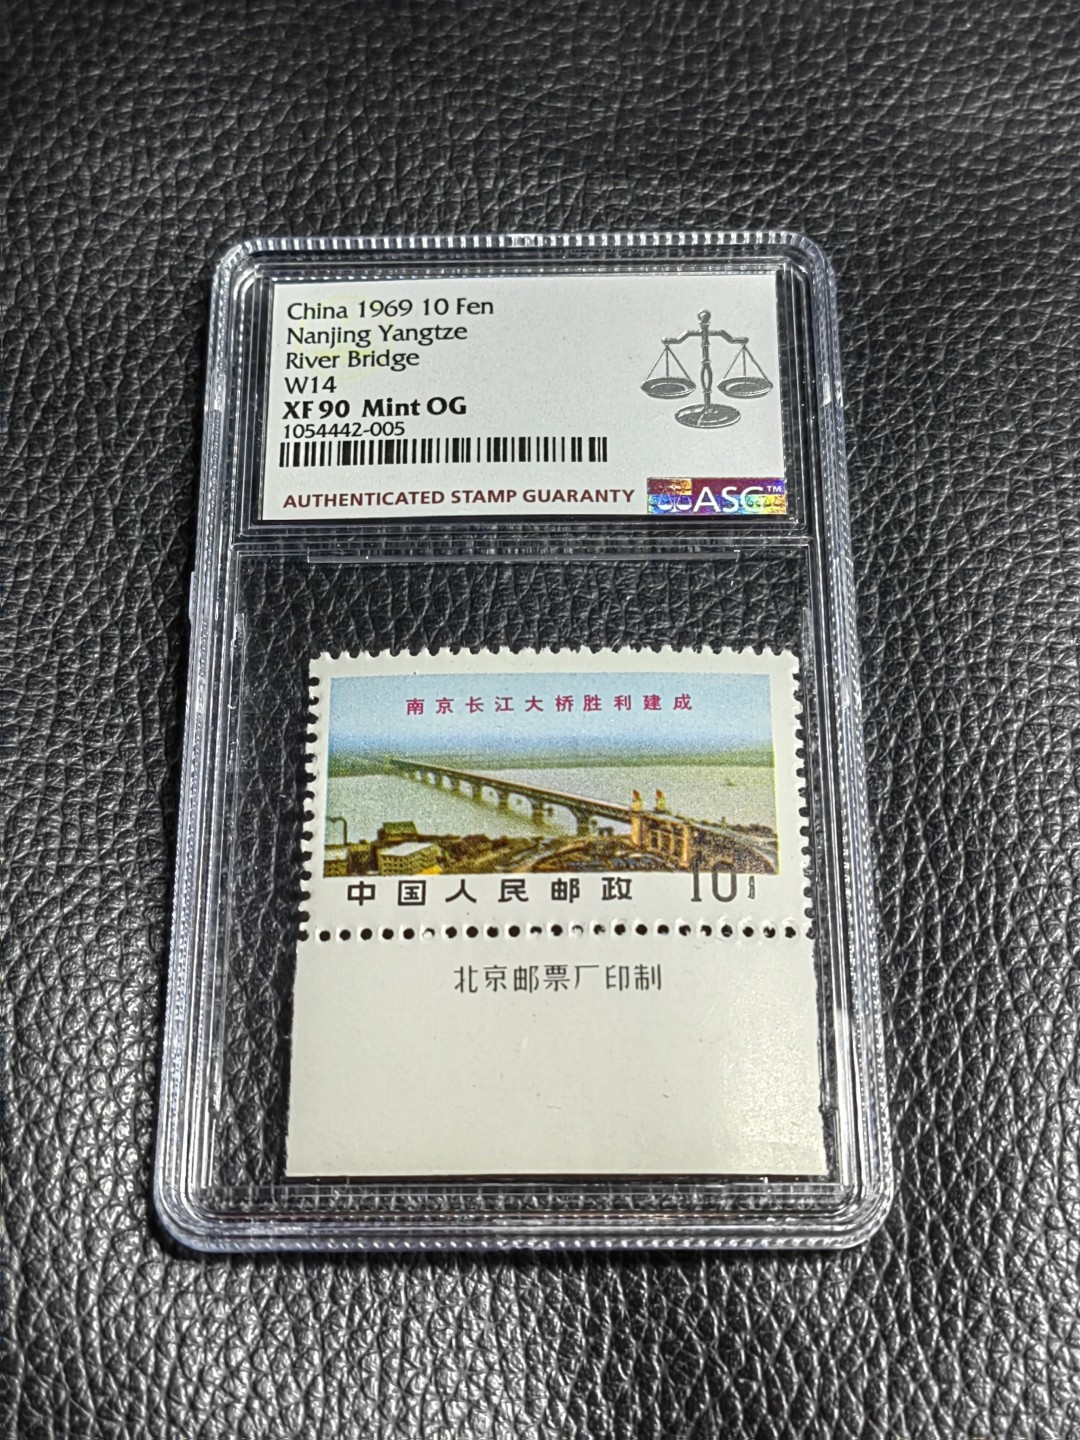 China 1969 10 Fen
Nanjing Yangtze
River Bridge
W14
XF 90 Mint OG
1054442-005
AUTHENTICATED STAMP GUARANTY
ASG™
南京长江大桥胜利建成
中国人民邮政 10
北京邮票厂印制